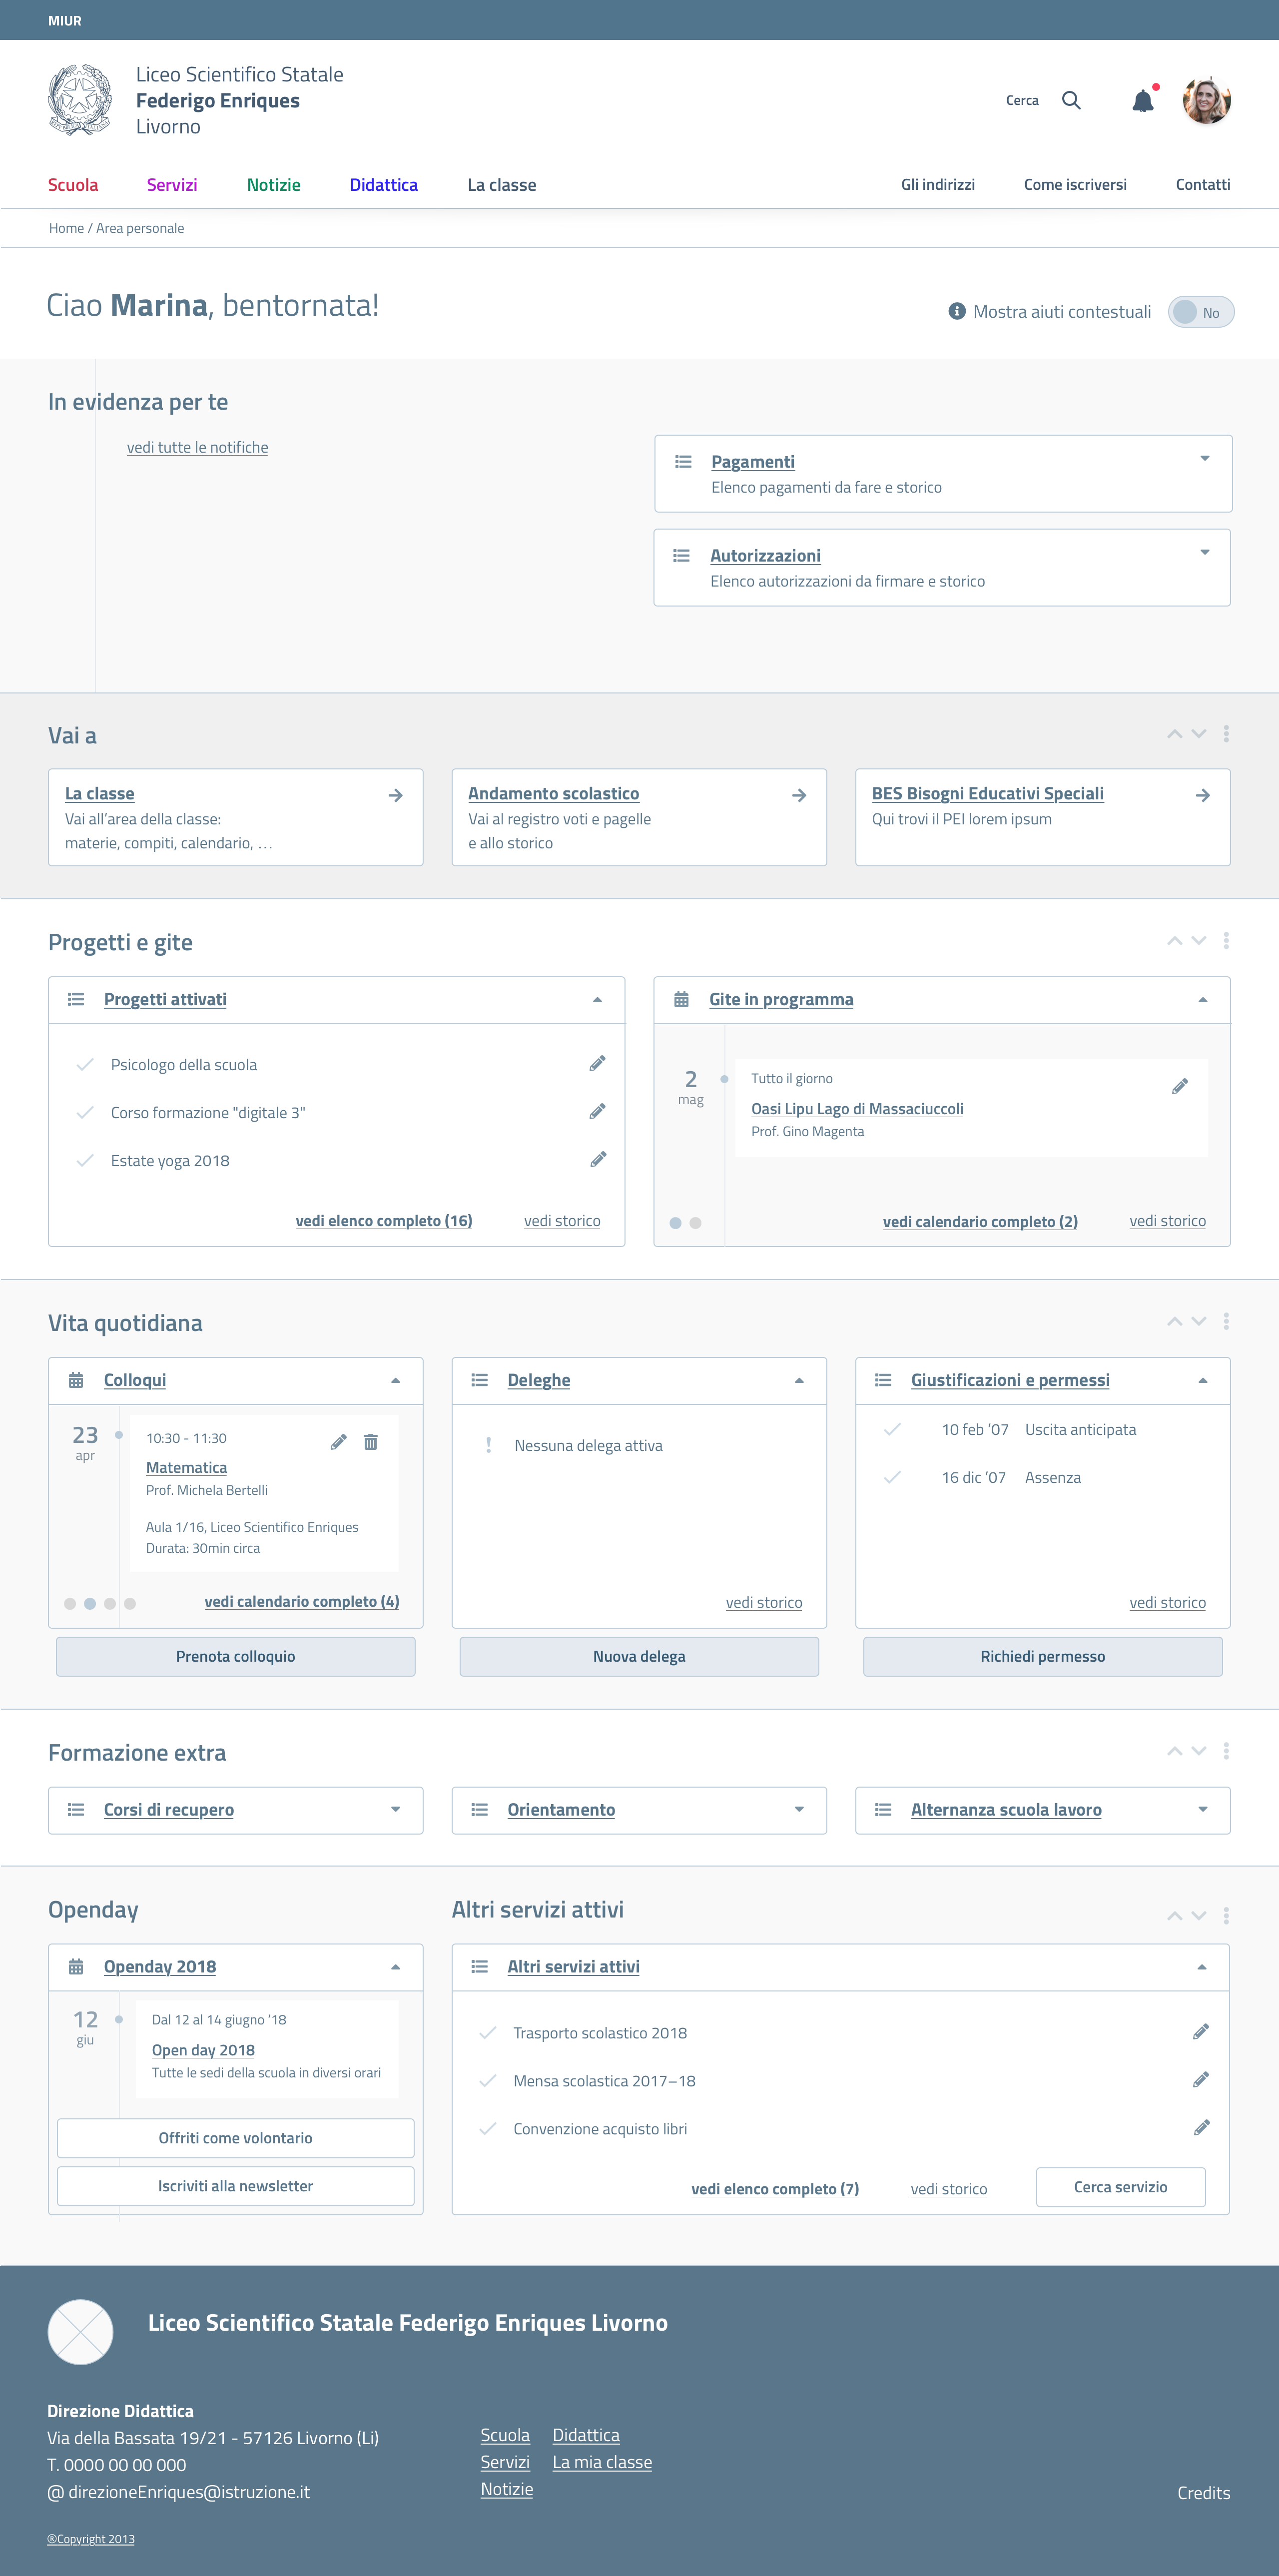 MIUR
Liceo Scientifico Statale
Federigo Enriques
Livorno
Cerca
Scuola Servizi Notizie Didattica La classe Gli indirizzi Come iscriversi Contatti
Home / Area personale
Ciao Marina, bentornata!
Mostra aiuti contestuali No
In evidenza per te
vedi tutte le notifiche
Pagamenti
Elenco pagamenti da fare e storico
Autorizzazioni
Elenco autorizzazioni da firmare e storico
Vai a
La classe
Vai all’area della classe:
materie, compiti, calendario, …
Andamento scolastico
Vai al registro voti e pagelle
e allo storico
BES Bisogni Educativi Speciali
Qui trovi il PEI lorem ipsum
Progetti e gite
Progetti attivati
Psicologo della scuola
Corso formazione "digitale 3"
Estate yoga 2018
vedi elenco completo (16) vedi storico
Gite in programma
2
mag
Tutto il giorno
Oasi Lipu Lago di Massaciuccoli
Prof. Gino Magenta
vedi calendario completo (2) vedi storico
Vita quotidiana
Colloqui
23
apr
10:30 - 11:30
Matematica
Prof. Michela Bertelli
Aula 1/16, Liceo Scientifico Enriques
Durata: 30min circa
vedi calendario completo (4)
Prenota colloquio
Deleghe
Nessuna delega attiva
vedi storico
Nuova delega
Giustificazioni e permessi
10 feb ’07 Uscita anticipata
16 dic ’07 Assenza
vedi storico
Richiedi permesso
Formazione extra
Corsi di recupero
Orientamento
Alternanza scuola lavoro
Openday
Openday 2018
12
giu
Dal 12 al 14 giugno ’18
Open day 2018
Tutte le sedi della scuola in diversi orari
Offriti come volontario
Iscriviti alla newsletter
Altri servizi attivi
Altri servizi attivi
Trasporto scolastico 2018
Mensa scolastica 2017–18
Convenzione acquisto libri
vedi elenco completo (7) vedi storico Cerca servizio
Liceo Scientifico Statale Federigo Enriques Livorno
Direzione Didattica
Via della Bassata 19/21 - 57126 Livorno (Li)
T. 0000 00 00 000
@ direzioneEnriques@istruzione.it
Scuola Didattica
Servizi La mia classe
Notizie
Credits
®Copyright 2013